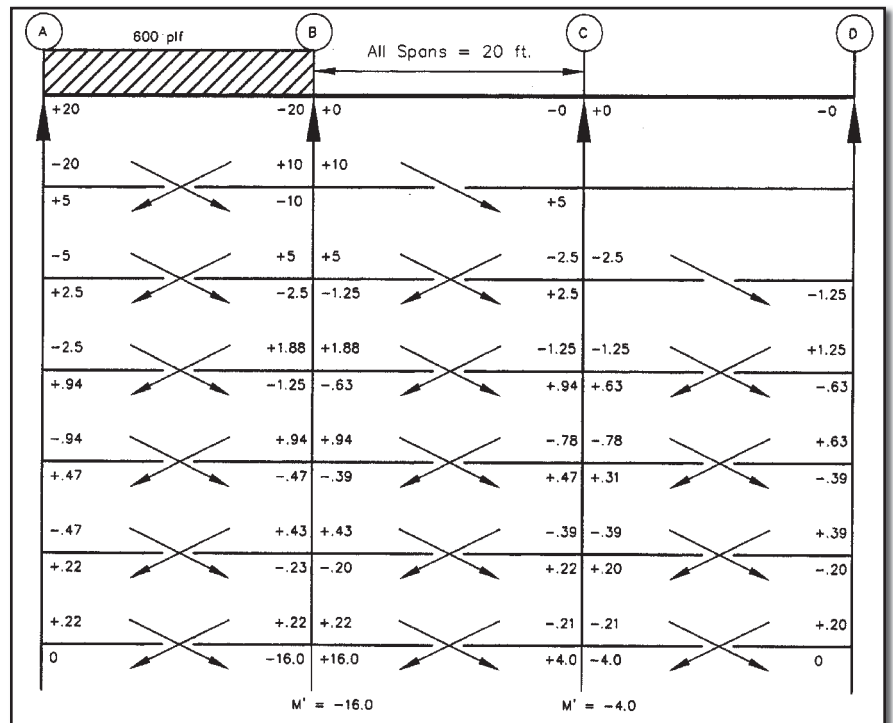 A B C D
600 plf
All Spans = 20 ft.
+20 -20 +0 -0 +0 -0
-20 +10 +10
+5 -10 +5
-5 +5 +5 -2.5 -2.5
+2.5 -2.5 -1.25 +2.5 -1.25
-2.5 +1.88 +1.88 -1.25 -1.25 +1.25
+.94 -1.25 -.63 +.94 +.63 -.63
-.94 +.94 +.94 -.78 -.78 +.63
+.47 -.47 -.39 +.47 +.31 -.39
-.47 +.43 +.43 -.39 -.39 +.39
+.22 -.23 -.20 +.22 +.20 -.20
+.22 +.22 +.22 -.21 -.21 +.20
0 -16.0 +16.0 +4.0 -4.0 0
M' = -16.0 M' = -4.0